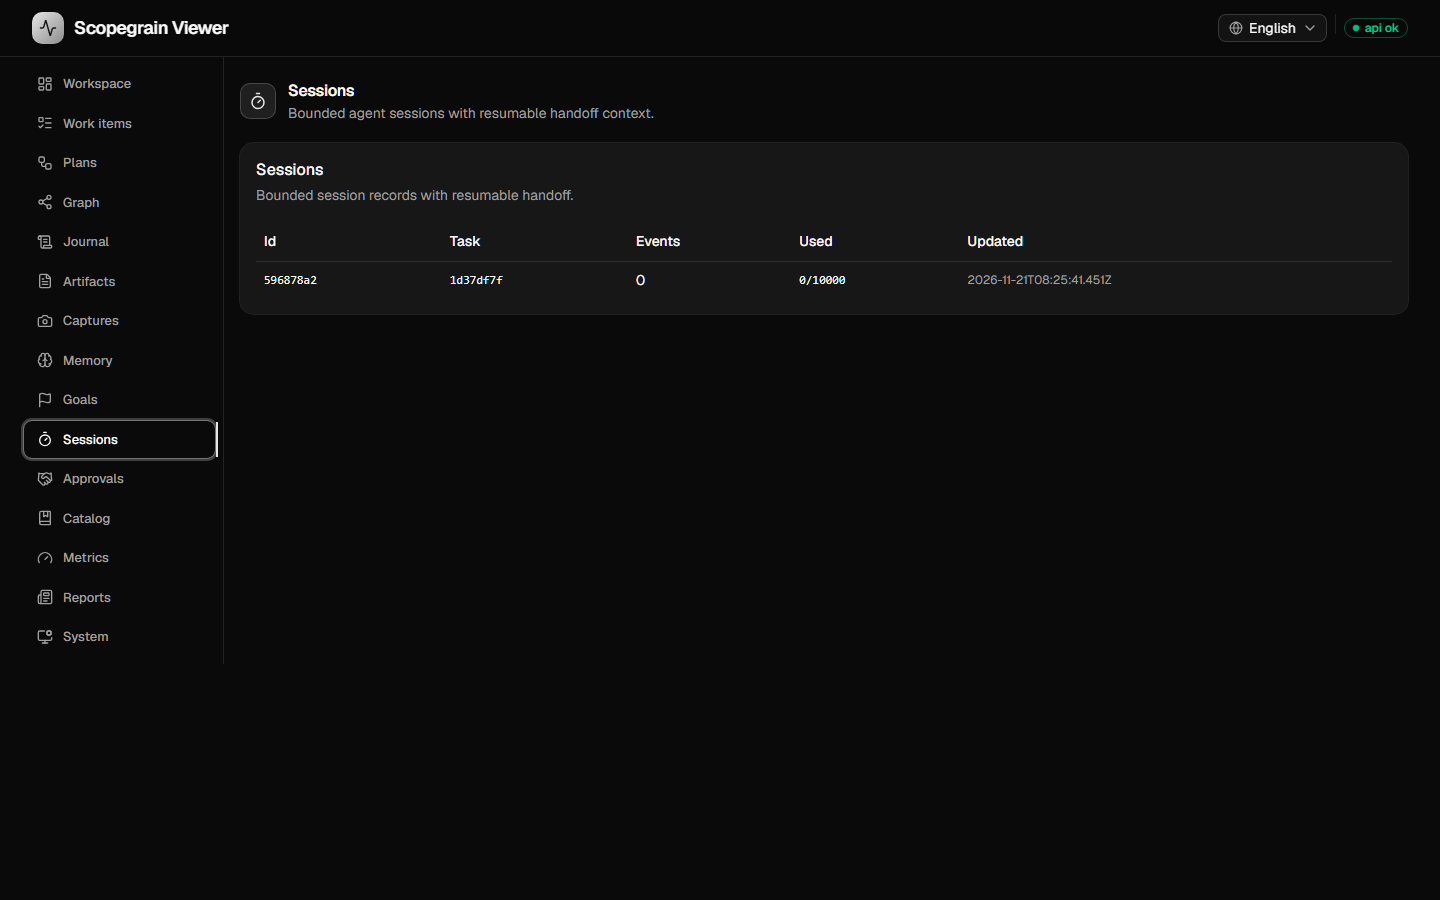 Scopegrain Viewer
English
api ok
Workspace
Work items
Plans
Graph
Journal
Artifacts
Captures
Memory
Goals
Sessions
Approvals
Catalog
Metrics
Reports
System
Sessions
Bounded agent sessions with resumable handoff context.
Sessions
Bounded session records with resumable handoff.
Id Task Events Used Updated
596878a2 1d37df7f 0 0/10000 2026-11-21T08:25:41.451Z